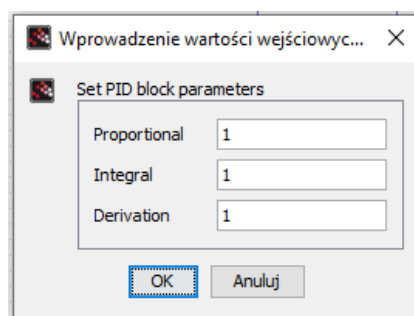 Wprowadzenie wartości wejściowyc...
Set PID block parameters
Proportional 1
Integral 1
Derivation 1
OK Anuluj